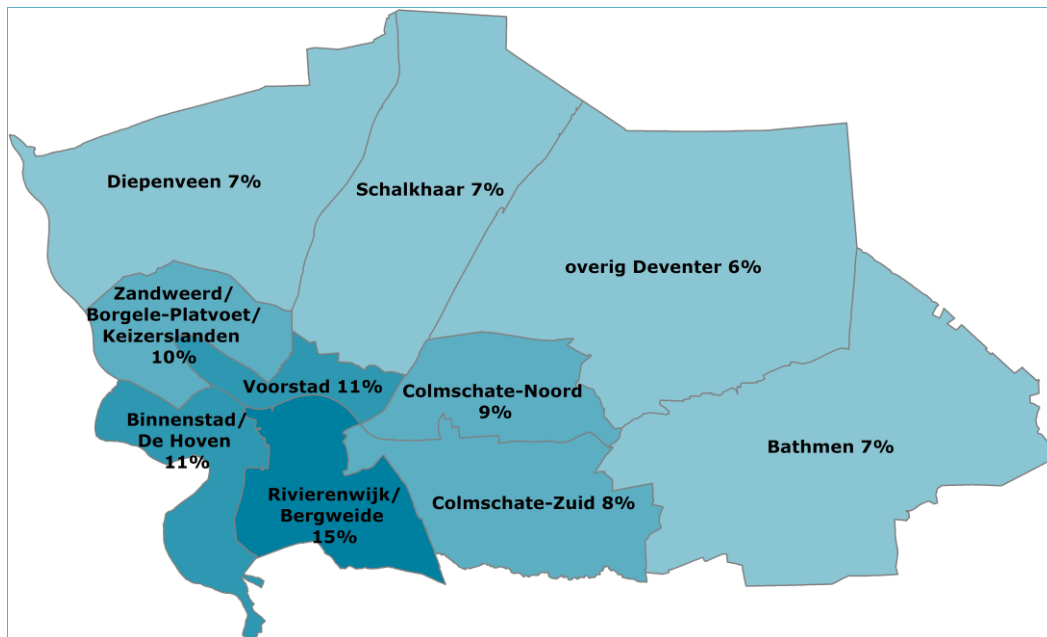 Diepenveen 7%
Schalkhaar 7%
overig Deventer 6%
Zandweerd/
Borgele-Platvoet/
Keizerslanden
10%
Voorstad 11%
Colmschate-Noord
9%
Binnenstad/
De Hoven
11%
Bathmen 7%
Rivierenwijk/
Bergweide
15%
Colmschate-Zuid 8%